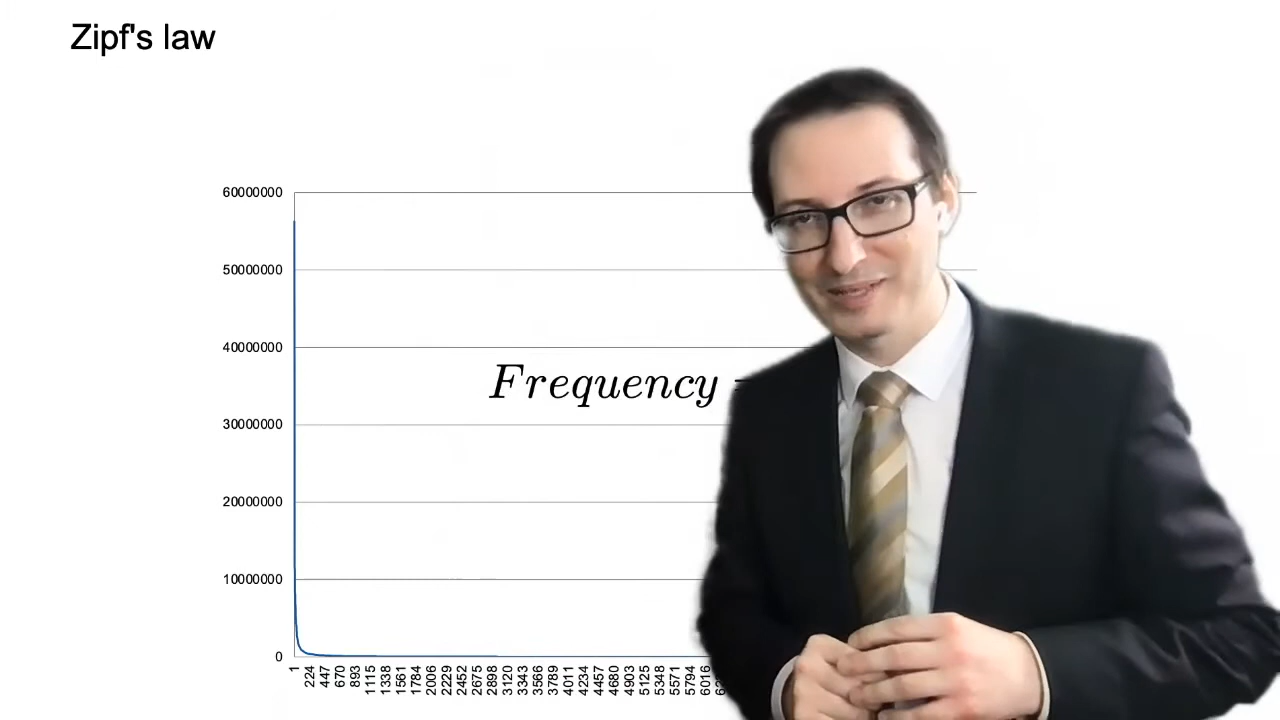 Zipf's law
60000000
50000000
40000000
Frequency =
30000000
20000000
10000000
0
1 224 447 670 893 1115 1338 1561 1784 2006 2229 2452 2675 2898 3120 3343 3566 3789 4011 4234 4457 4680 4903 5125 5348 5571 5794 6016